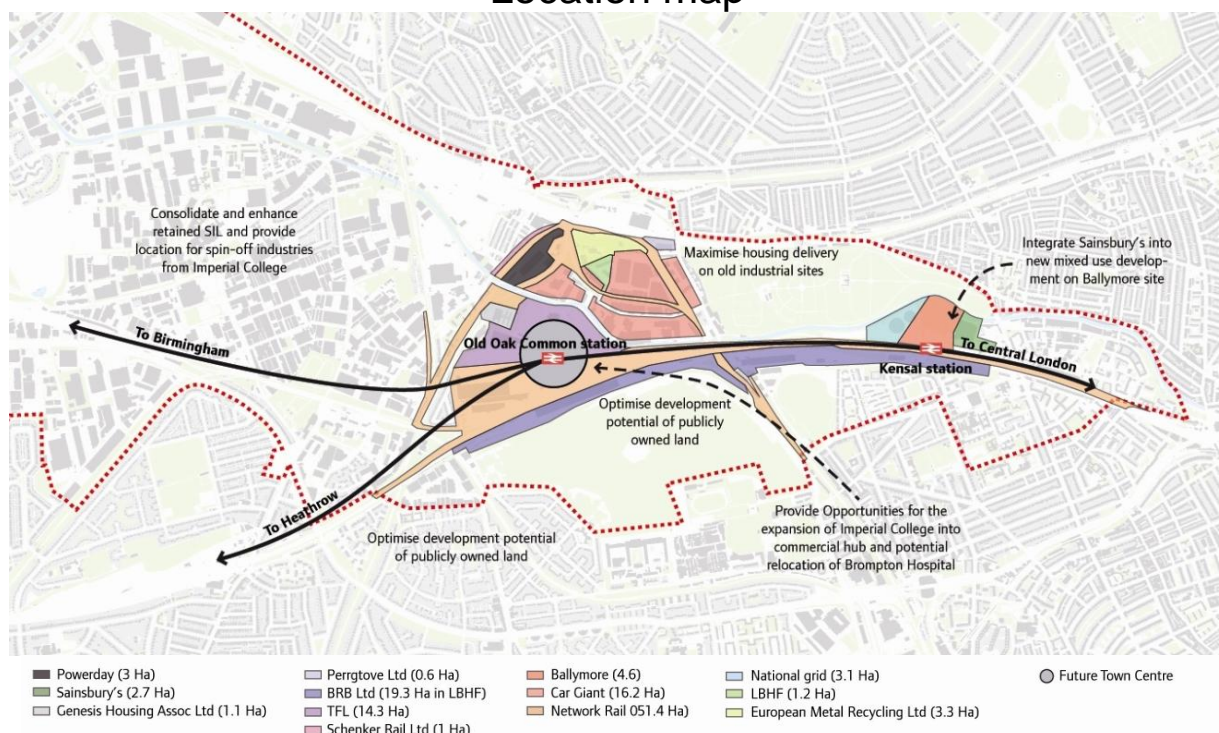 Location map
Consolidate and enhance
retained SIL and provide
location for spin-off industries
from Imperial College
Maximise housing delivery
on old industrial sites
Integrate Sainsbury's into
new mixed use develop-
ment on Ballymore site
To Birmingham
Old Oak Common station
To Central London
Kensal station
Optimise development
potential of publicly
owned land
To Heathrow
Optimise development potential
of publicly owned land
Provide Opportunities for the
expansion of Imperial College into
commercial hub and potential
relocation of Brompton Hospital
Powerday (3 Ha)
Sainsbury's (2.7 Ha)
Genesis Housing Assoc Ltd (1.1 Ha)
Perrgtove Ltd (0.6 Ha)
BRB Ltd (19.3 Ha in LBHF)
TFL (14.3 Ha)
Schenker Rail Ltd (1 Ha)
Ballymore (4.6)
Car Giant (16.2 Ha)
Network Rail 051.4 Ha)
National grid (3.1 Ha)
LBHF (1.2 Ha)
European Metal Recycling Ltd (3.3 Ha)
Future Town Centre